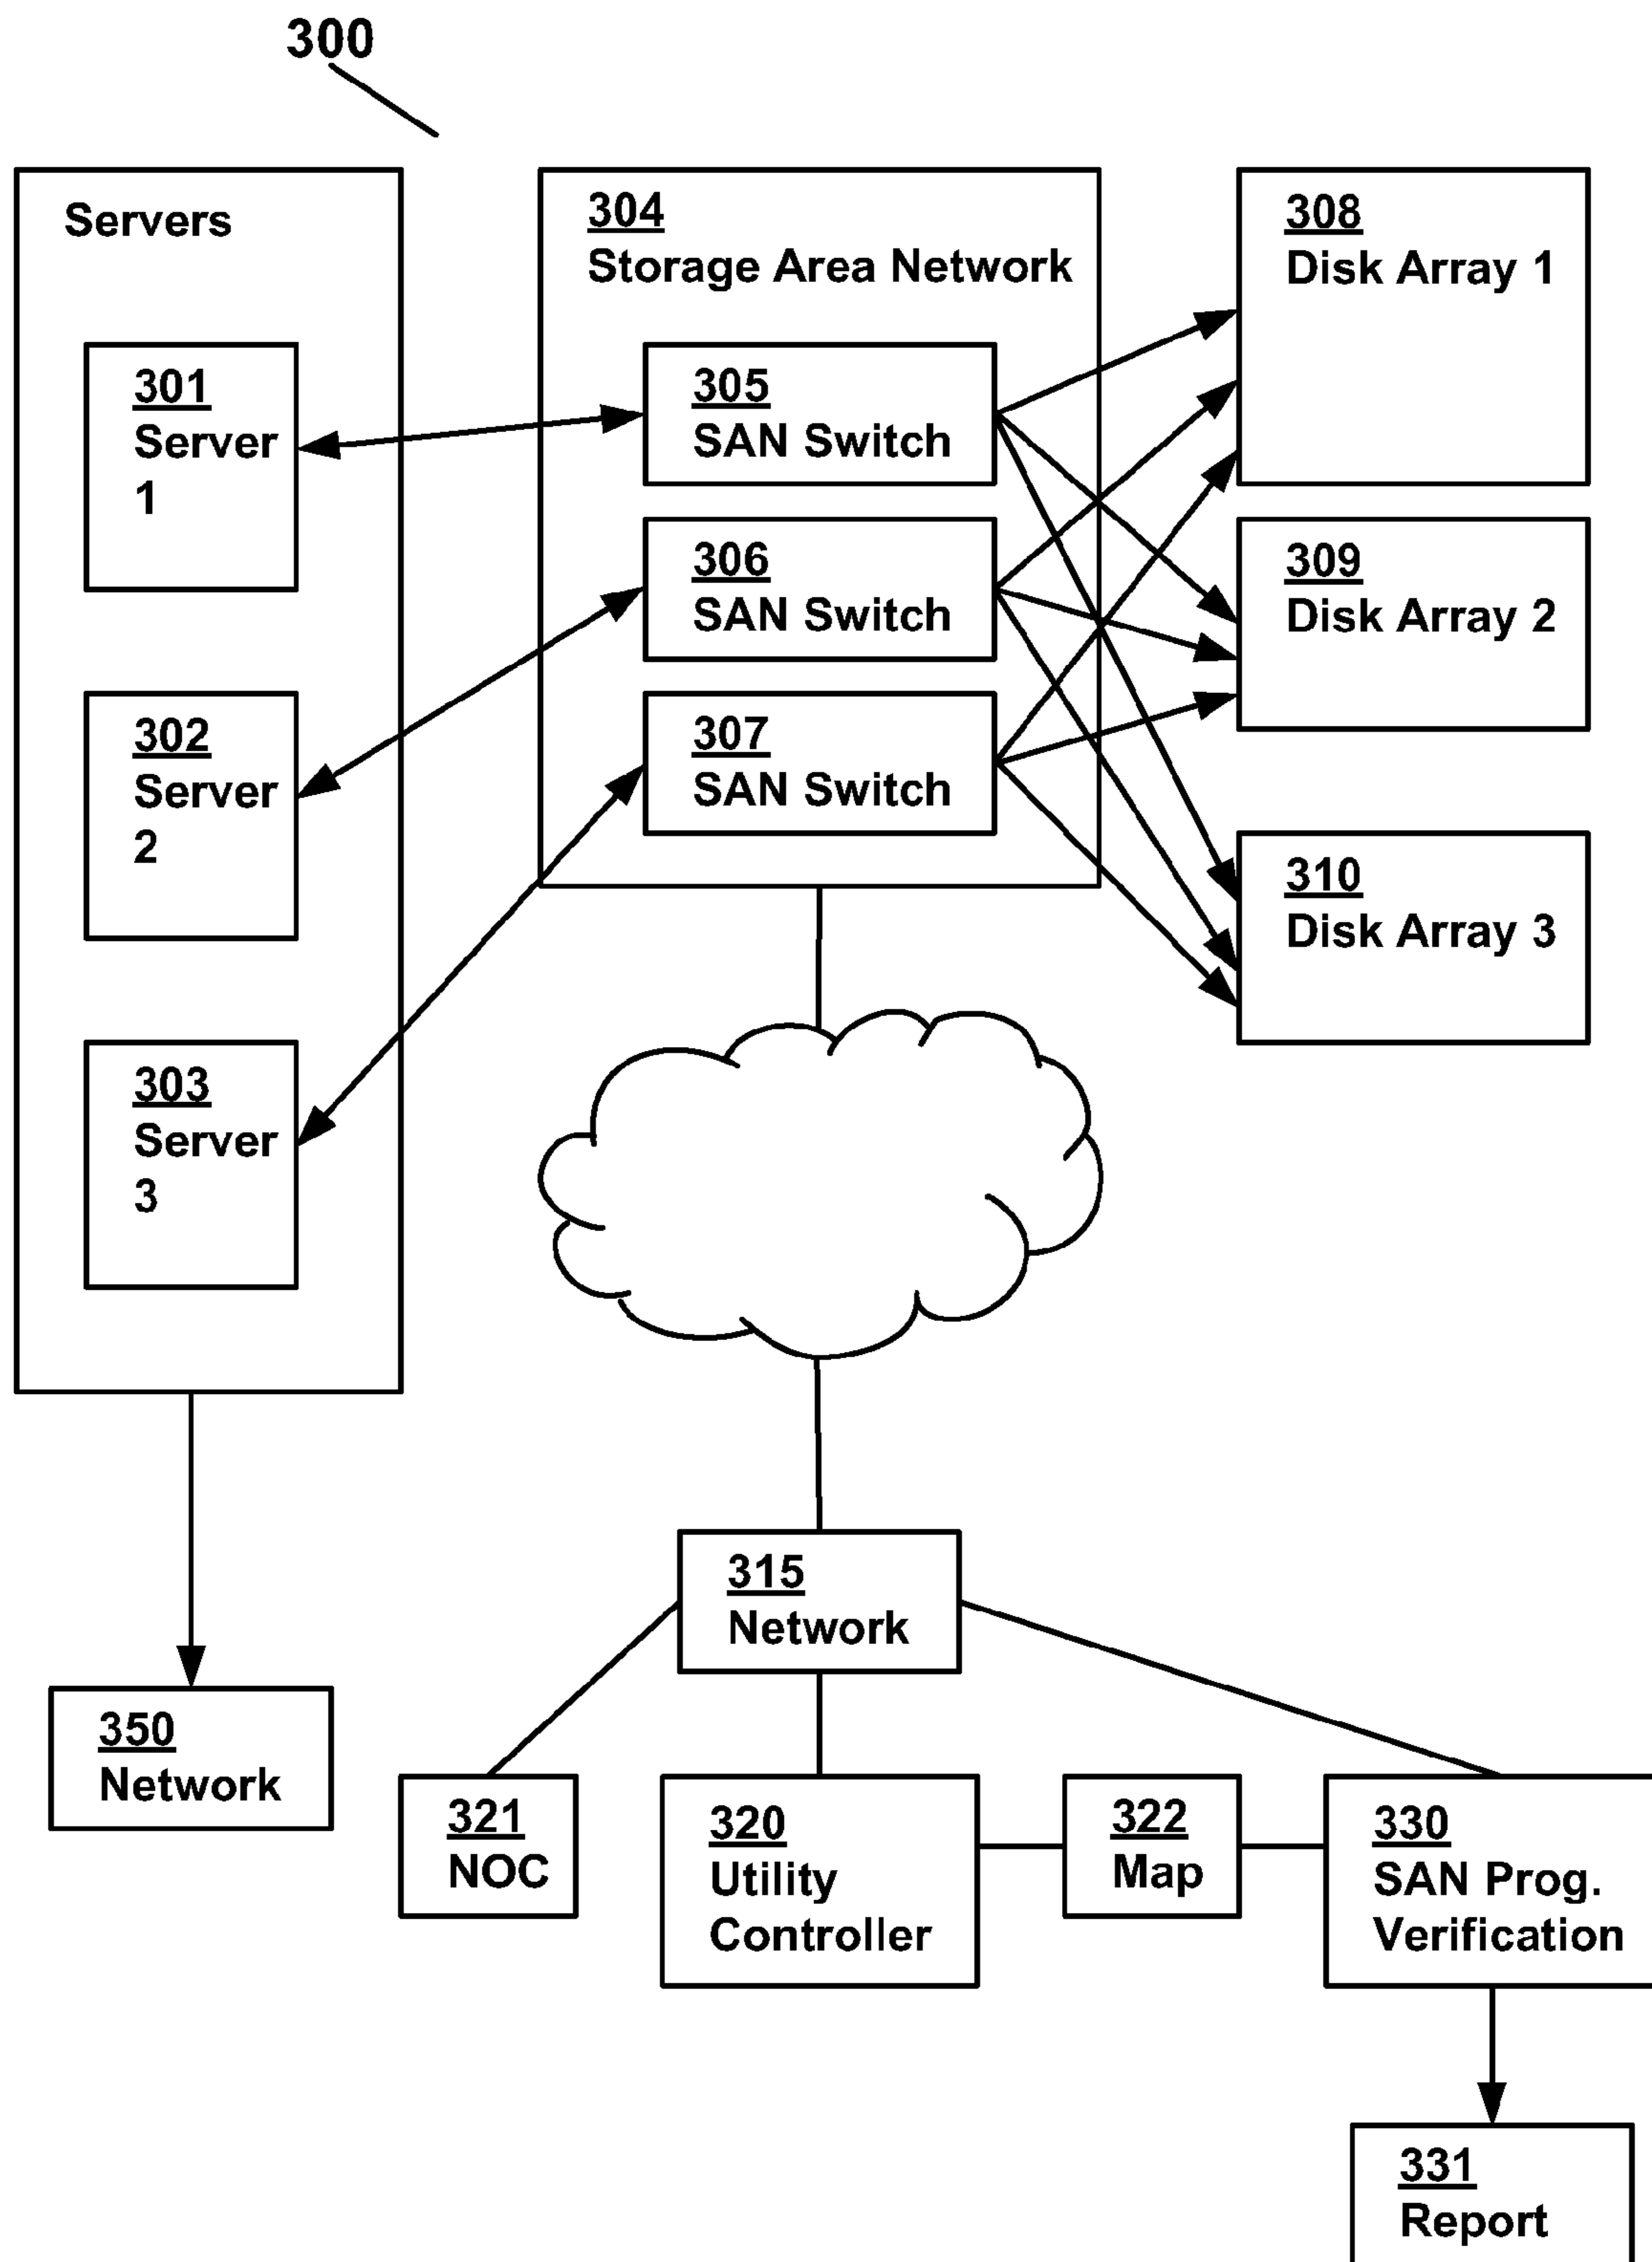 300
Servers
301
Server
1
302
Server
2
303
Server
3
304
Storage Area Network
305
SAN Switch
306
SAN Switch
307
SAN Switch
308
Disk Array 1
309
Disk Array 2
310
Disk Array 3
315
Network
350
Network
321
NOC
320
Utility
Controller
322
Map
330
SAN Prog.
Verification
331
Report